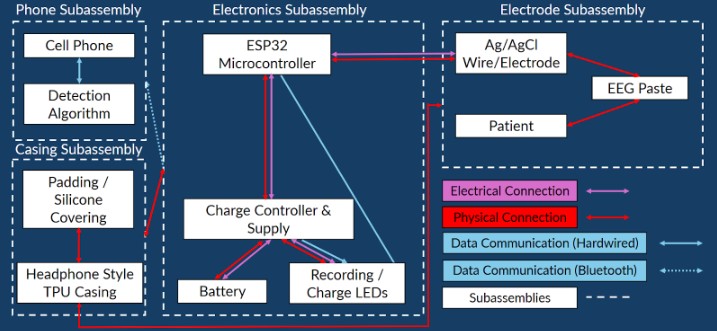 Phone Subassembly
Cell Phone
Detection
Algorithm
Casing Subassembly
Padding /
Silicone
Covering
Headphone Style
TPU Casing
Electronics Subassembly
ESP32
Microcontroller
Charge Controller &
Supply
Battery
Recording /
Charge LEDs
Electrode Subassembly
Ag/AgCl
Wire/Electrode
EEG Paste
Patient
Electrical Connection
Physical Connection
Data Communication (Hardwired)
Data Communication (Bluetooth)
Subassemblies